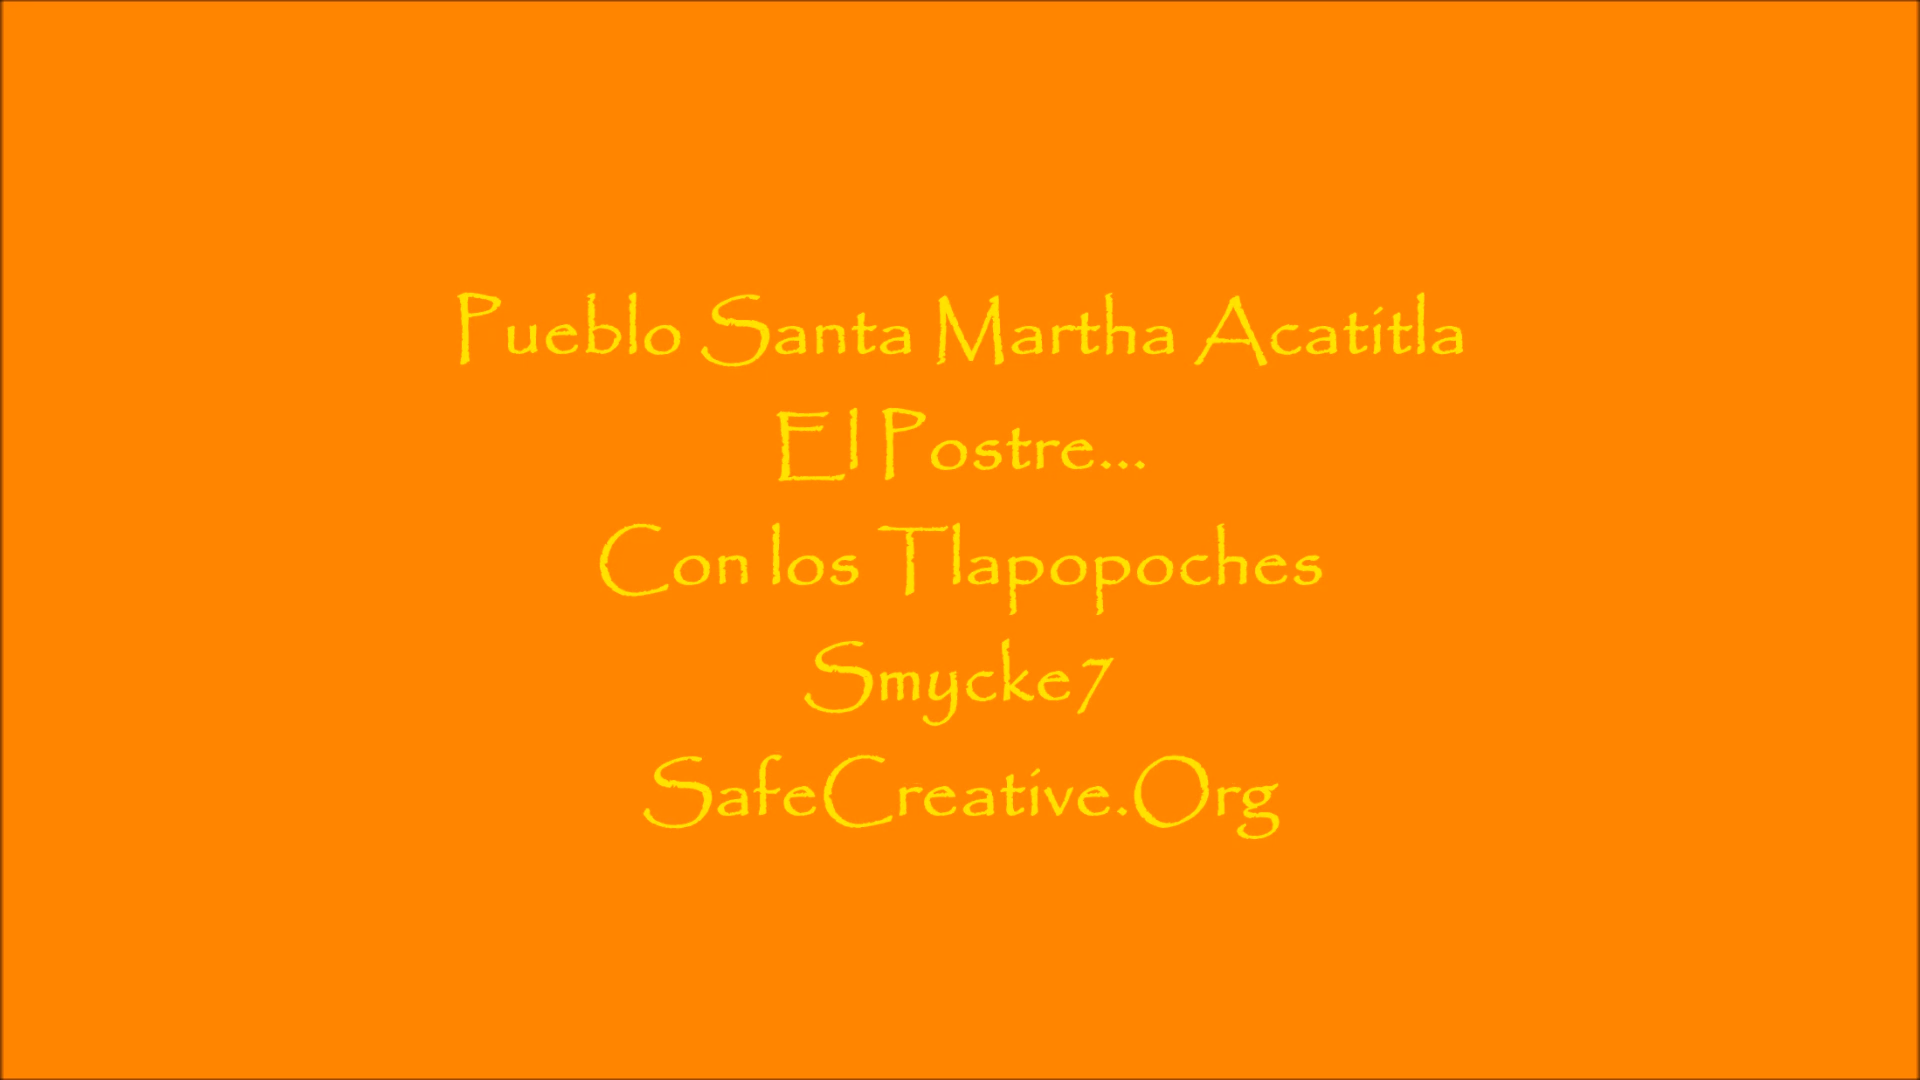 Pueblo Santa Martha Acatitla
El Postre...
Con los Tlapopoches
Smycke7
SafeCreative.Org